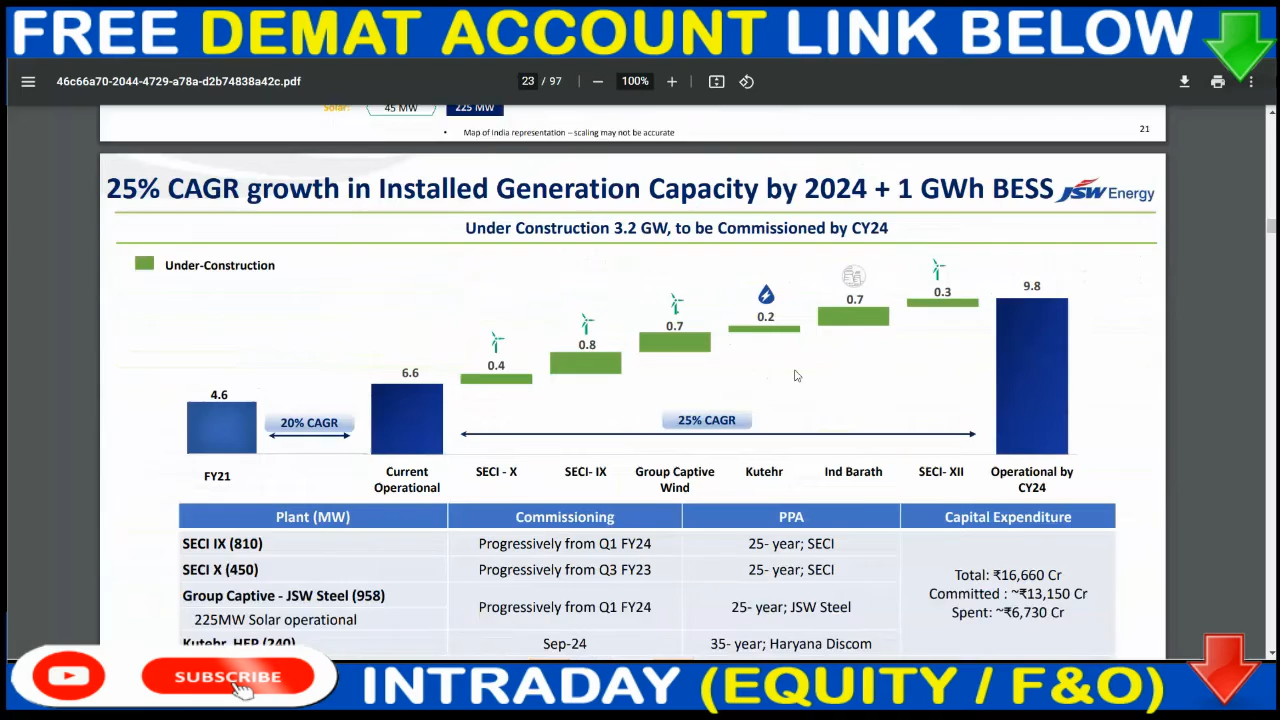 FREE DEMAT ACCOUNT LINK BELOW
46c66a70-2044-4729-a78a-d2b74838a42c.pdf
23 / 97
100%
Solar:
45 MW
225 MW
• Map of India representation – scaling may not be accurate
21
25% CAGR growth in Installed Generation Capacity by 2024 + 1 GWh BESS
JSW Energy
Under Construction 3.2 GW, to be Commissioned by CY24
Under-Construction
4.6
20% CAGR
6.6
0.4
0.8
0.7
0.2
0.7
0.3
9.8
25% CAGR
FY21
Current Operational
SECI - X
SECI- IX
Group Captive Wind
Kutehr
Ind Barath
SECI- XII
Operational by CY24
Plant (MW) Commissioning PPA Capital Expenditure
SECI IX (810) Progressively from Q1 FY24 25- year; SECI
SECI X (450) Progressively from Q3 FY23 25- year; SECI
Group Captive - JSW Steel (958)
225MW Solar operational
Progressively from Q1 FY24 25- year; JSW Steel
Total: ₹16,660 Cr
Committed : ~₹13,150 Cr
Spent: ~₹6,730 Cr
Kutehr HEP (240) Sep-24 35- year; Haryana Discom
SUBSCRIBE
INTRADAY (EQUITY / F&O)